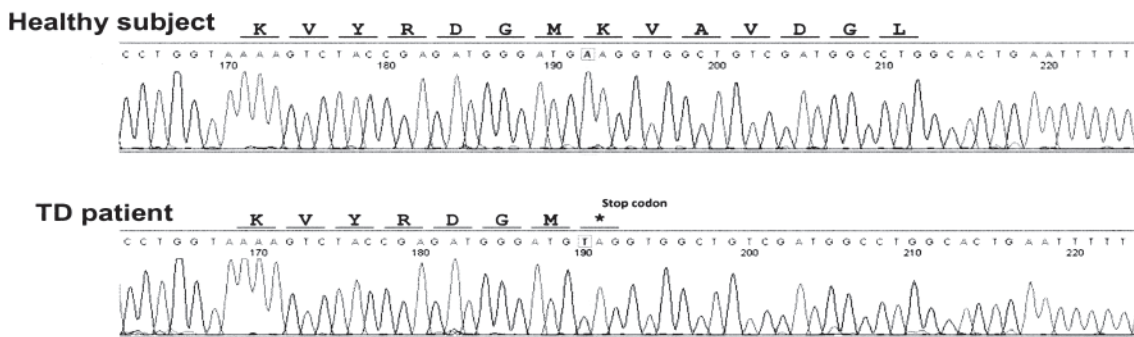 Healthy subject K V Y R D G M K V A V D G L
C C T G G T A A A A G T C T A C C G A G A T G G G A T G A A G G T G G C T G T C G A T G G C C T G G C A C T G A A T T T T T
170 180 190 200 210 220
TD patient K V Y R D G M * Stop codon
C C T G G T A A A A G T C T A C C G A G A T G G G A T G T A G G T G G C T G T C G A T G G C C T G G C A C T G A A T T T T T
170 180 190 200 210 220